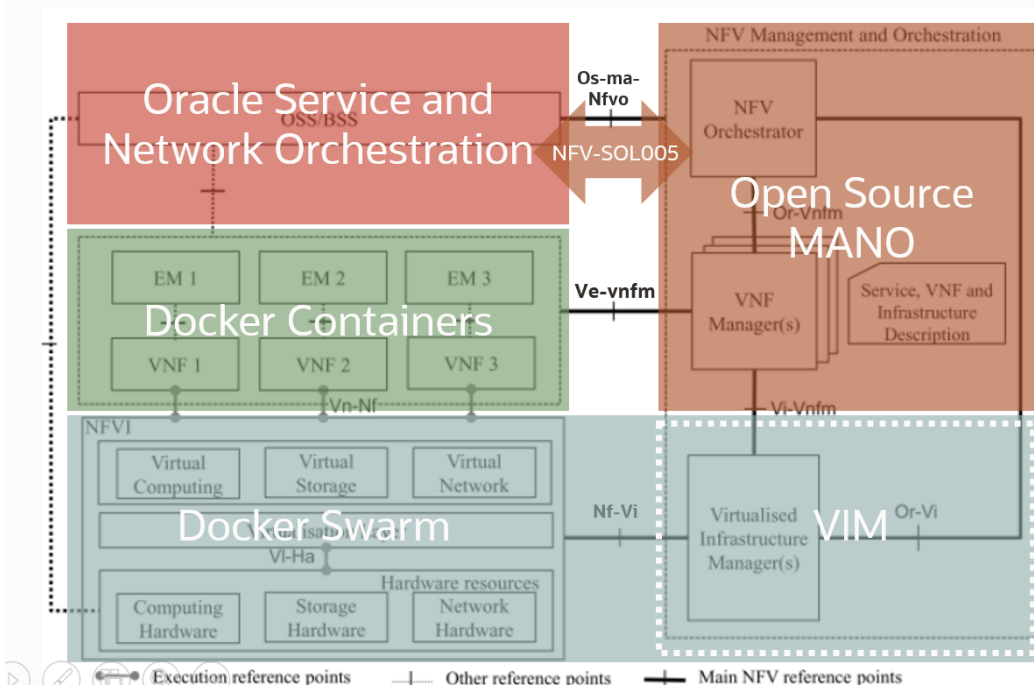 NFV Management and Orchestration
Oracle Service and
Network Orchestration
OSS/BSS
Os-ma-
Nfvo
NFV-SOL005
NFV
Orchestrator
Open Source
MANO
Or-Vnfm
EM 1
EM 2
EM 3
Docker Containers
VNF 1
VNF 2
VNF 3
Ve-vnfm
VNF
Manager(s)
Service, VNF and
Infrastructure
Description
Vn-Nf
Vi-Vnfm
NFVI
Virtual
Computing
Virtual
Storage
Virtual
Network
Docker Swarm
Virtualisation Layer
Vl-Ha
Nf-Vi
Virtualised
Infrastructure
Manager(s)
VIM
Or-Vi
Hardware resources
Computing
Hardware
Storage
Hardware
Network
Hardware
Execution reference points
Other reference points
Main NFV reference points